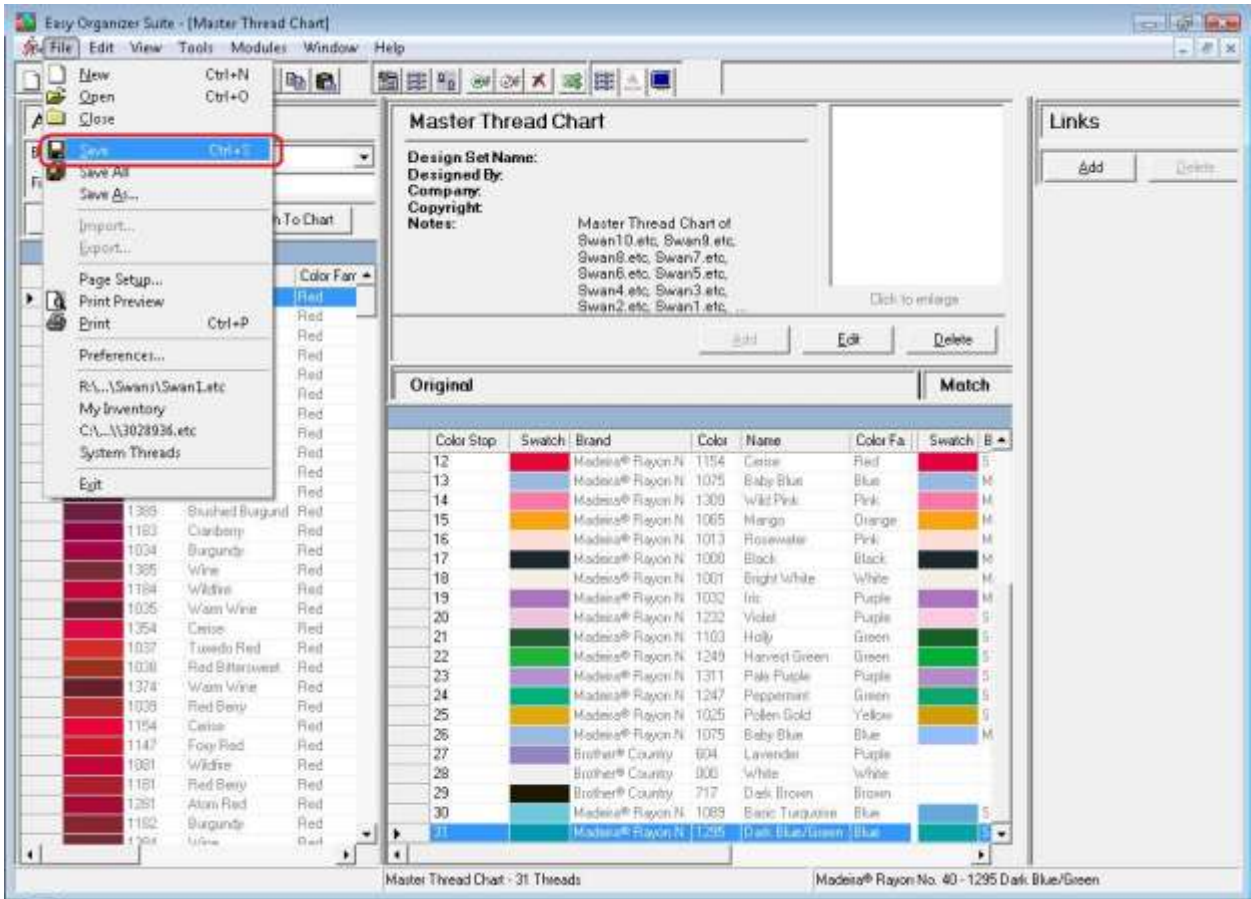 Easy Organizer Suite - [Master Thread Chart]
File Edit View Tools Modules Window Help
New Ctrl+N
Open Ctrl+O
Close
Save Ctrl+S
Save All
Save As...
Import...
Export...
Page Setup...
Print Preview
Print Ctrl+P
Preferences...
R:\...\Swans\Swan1.etc
My Inventory
C:\...\\3028936.etc
System Threads
Exit
h To Chart
Color Fam
Red
Red
Red
Red
Red
Red
Red
Red
Red
Red
Red
1389 Brushed Burgund Red
1183 Cranberry Red
1034 Burgundy Red
1385 Wine Red
1184 Wildfire Red
1035 Warm Wine Red
1354 Cerise Red
1037 Tuxedo Red Red
1038 Red Bittersweet Red
1374 Warm Wine Red
1039 Red Berry Red
1154 Cerise Red
1147 Foxy Red Red
1081 Wildfire Red
1181 Red Berry Red
1281 Atom Red Red
1182 Burgundy Red
Master Thread Chart
Design Set Name:
Designed By:
Company:
Copyright:
Notes: Master Thread Chart of
Swan10.etc, Swan9.etc,
Swan8.etc, Swan7.etc,
Swan6.etc, Swan5.etc,
Swan4.etc, Swan3.etc,
Swan2.etc, Swan1.etc, ...
Click to enlarge
Add Edit Delete
Original Match
Color Stop Swatch Brand Color Name Color Fa Swatch B
12 Madeira® Rayon N 1154 Cerise Red S
13 Madeira® Rayon N 1075 Baby Blue Blue M
14 Madeira® Rayon N 1309 Wild Pink Pink M
15 Madeira® Rayon N 1065 Mango Orange M
16 Madeira® Rayon N 1013 Rosewater Pink M
17 Madeira® Rayon N 1000 Black Black M
18 Madeira® Rayon N 1001 Bright White White M
19 Madeira® Rayon N 1032 Iris Purple M
20 Madeira® Rayon N 1232 Violet Purple S
21 Madeira® Rayon N 1103 Holly Green S
22 Madeira® Rayon N 1249 Harvest Green Green S
23 Madeira® Rayon N 1311 Pale Purple Purple S
24 Madeira® Rayon N 1247 Peppermint Green S
25 Madeira® Rayon N 1025 Pollen Gold Yellow S
26 Madeira® Rayon N 1075 Baby Blue Blue M
27 Brother® Country 604 Lavender Purple
28 Brother® Country 000 White White
29 Brother® Country 717 Dark Brown Brown
30 Madeira® Rayon N 1089 Basic Turquoise Blue S
31 Madeira® Rayon N 1295 Dark Blue/Green Blue S
Links
Add Delete
Master Thread Chart - 31 Threads
Madeira® Rayon No. 40 - 1295 Dark Blue/Green